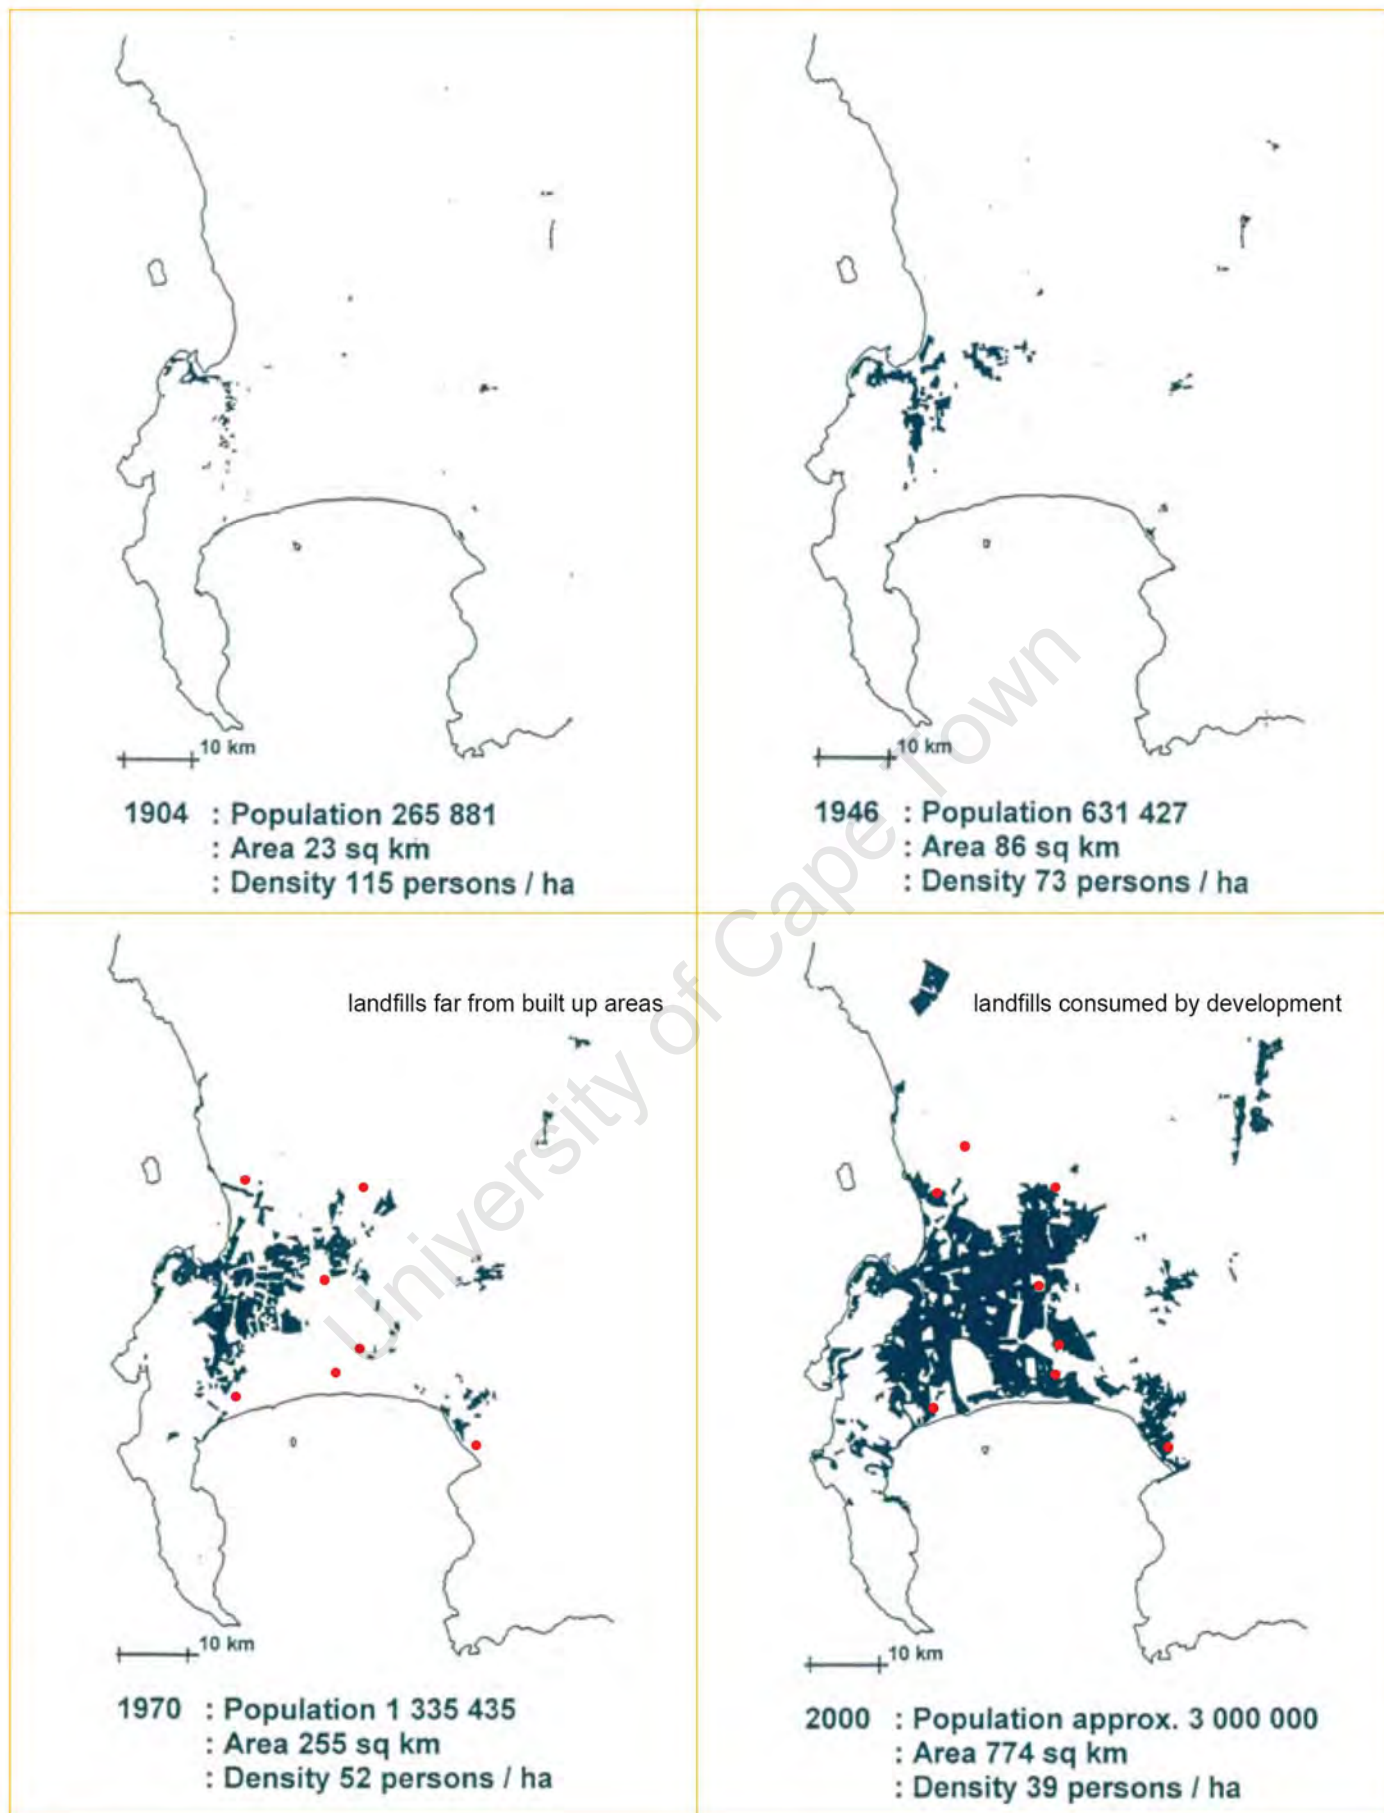 10 km
1904 : Population 265 881
: Area 23 sq km
: Density 115 persons / ha
10 km
1946 : Population 631 427
: Area 86 sq km
: Density 73 persons / ha
landfills far from built up areas
10 km
1970 : Population 1 335 435
: Area 255 sq km
: Density 52 persons / ha
landfills consumed by development
10 km
2000 : Population approx. 3 000 000
: Area 774 sq km
: Density 39 persons / ha
University of Cape Town